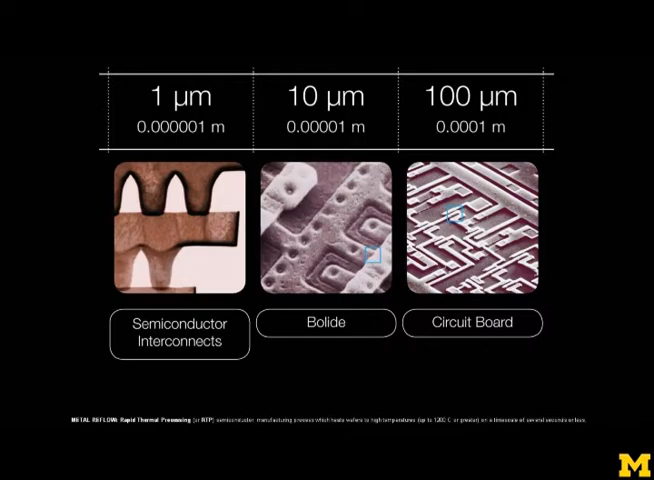 1 µm
10 µm
100 µm
0.000001 m
0.00001 m
0.0001 m
Semiconductor
Interconnects
Bolide
Circuit Board
METAL REFLOW: Rapid Thermal Processing (or RTP) semiconductor manufacturing process which heats wafers to high temperatures (up to 1200 C or greater) on a timescale of several seconds or less.
M